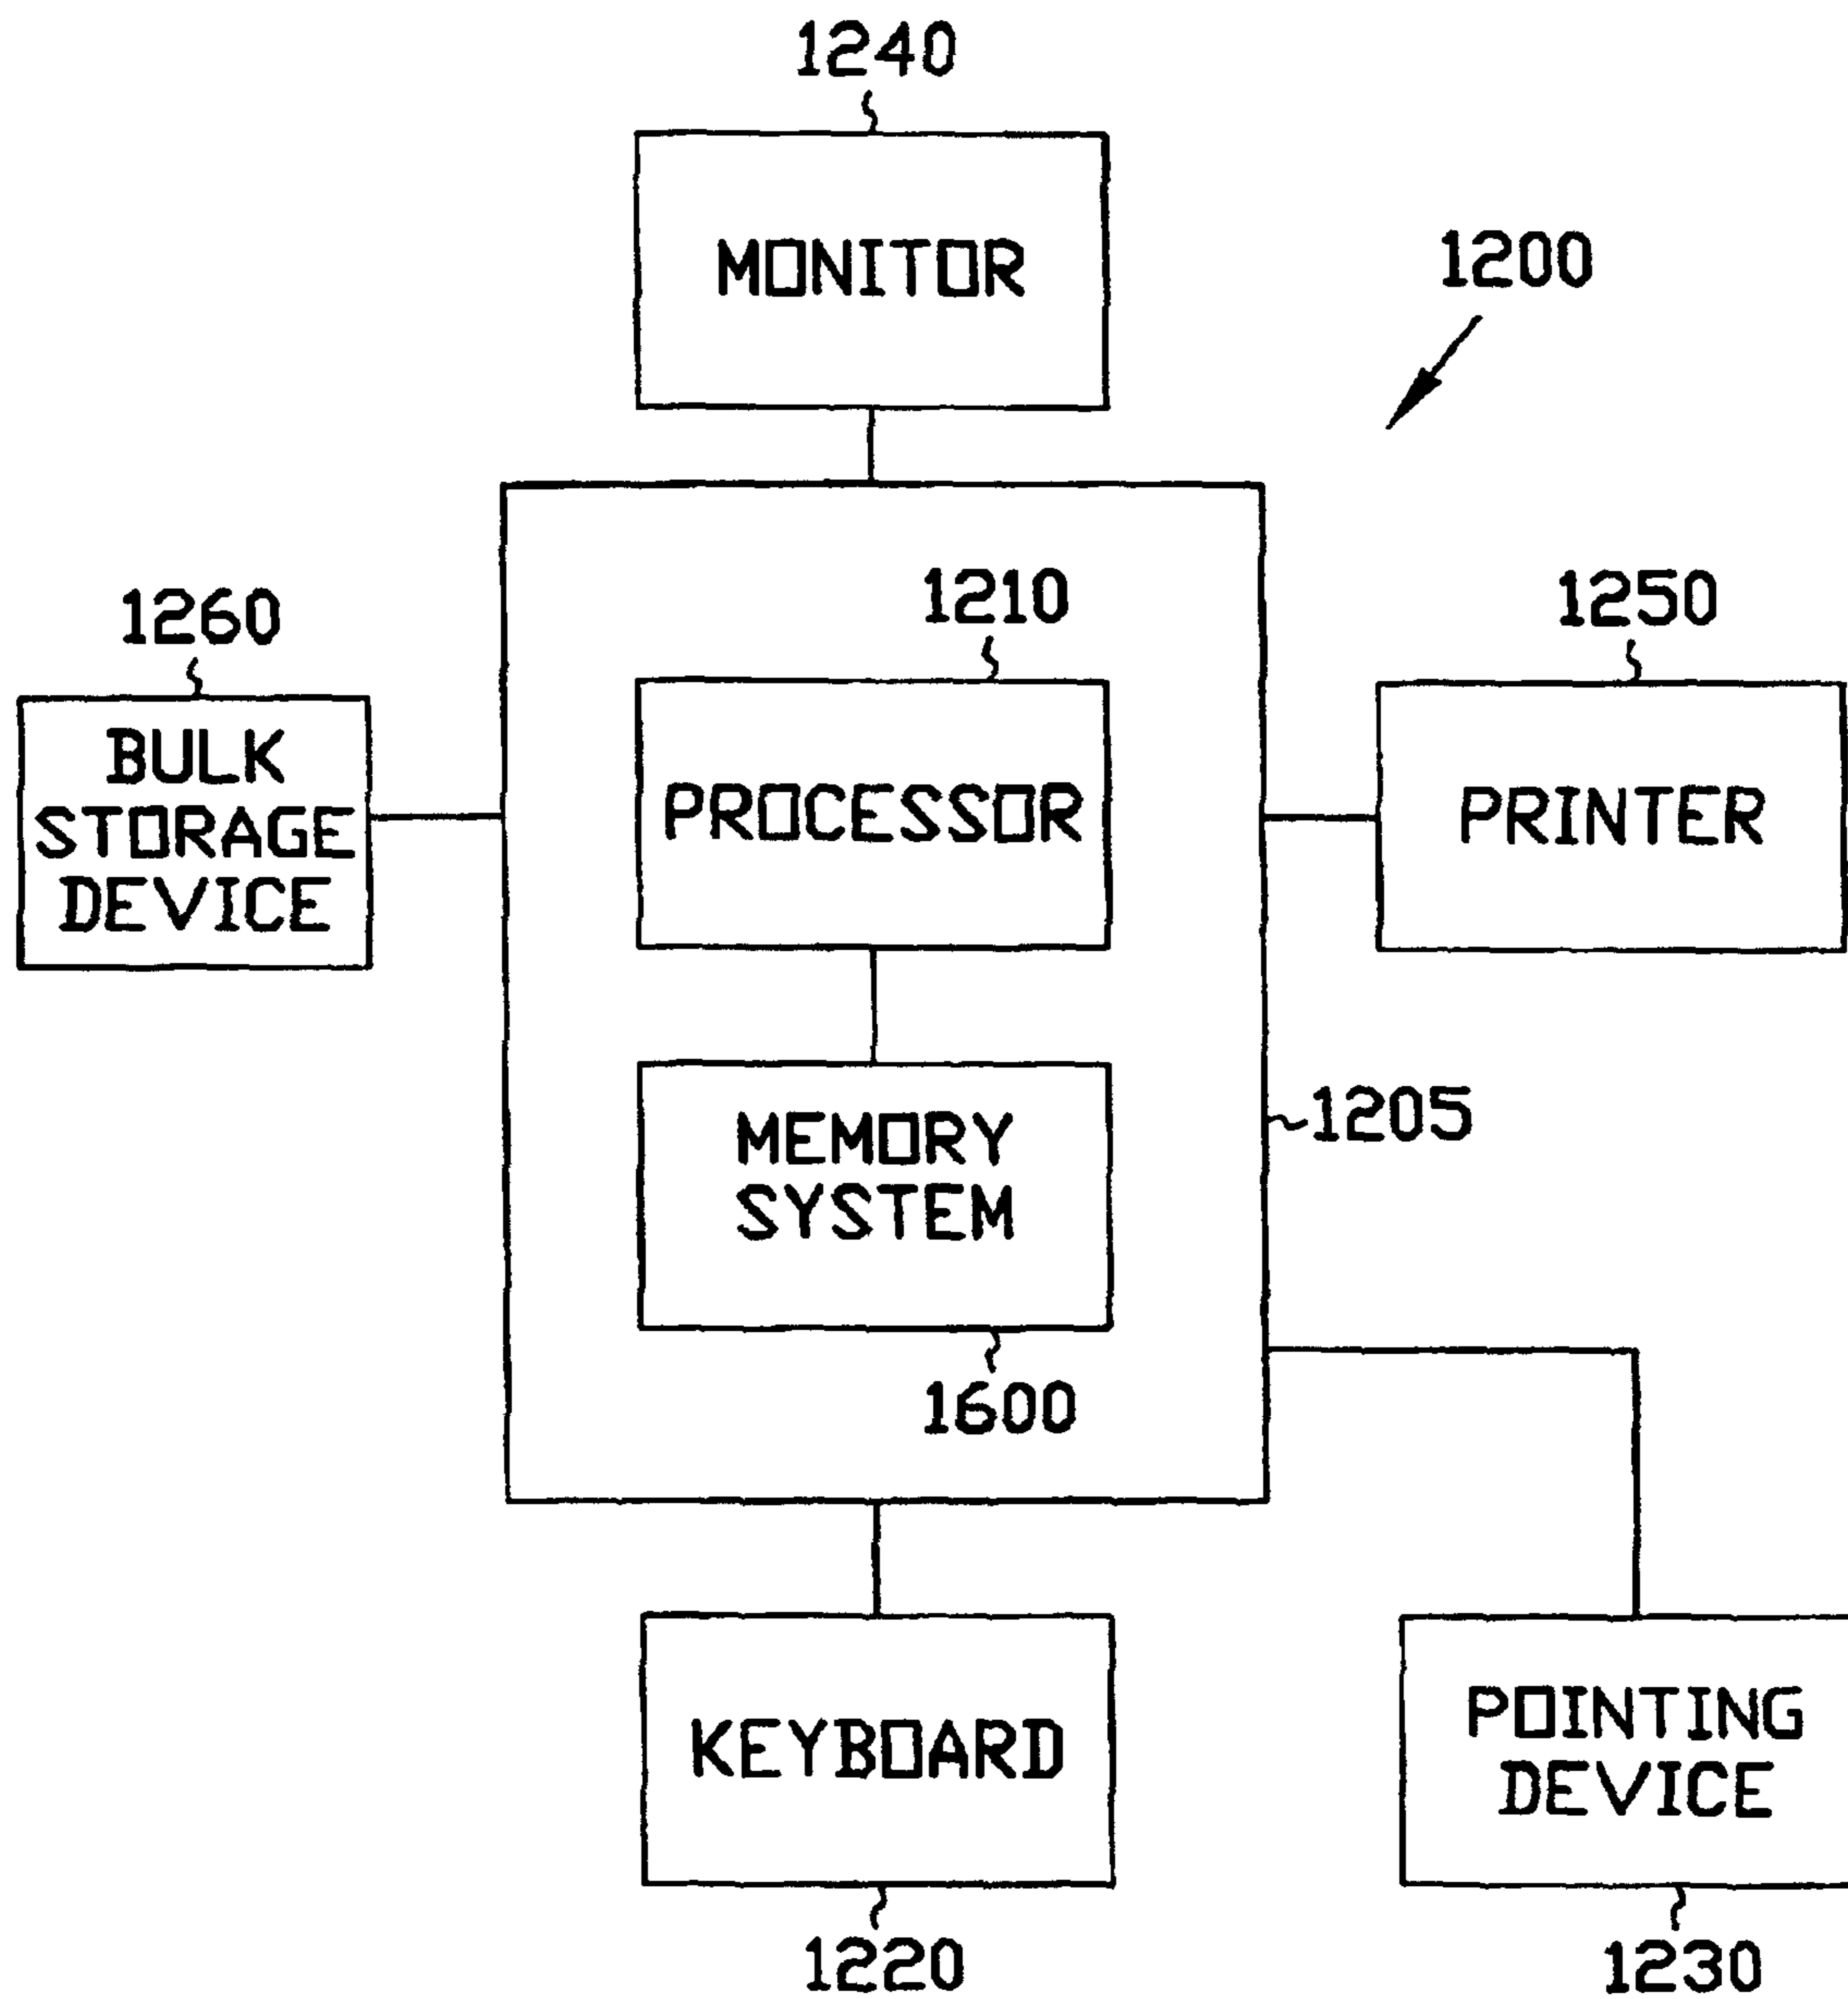 1240
MONITOR
1200
1260
BULK
STORAGE
DEVICE
1210
PROCESSOR
1250
PRINTER
MEMORY
SYSTEM
1205
1600
KEYBOARD
1220
POINTING
DEVICE
1230